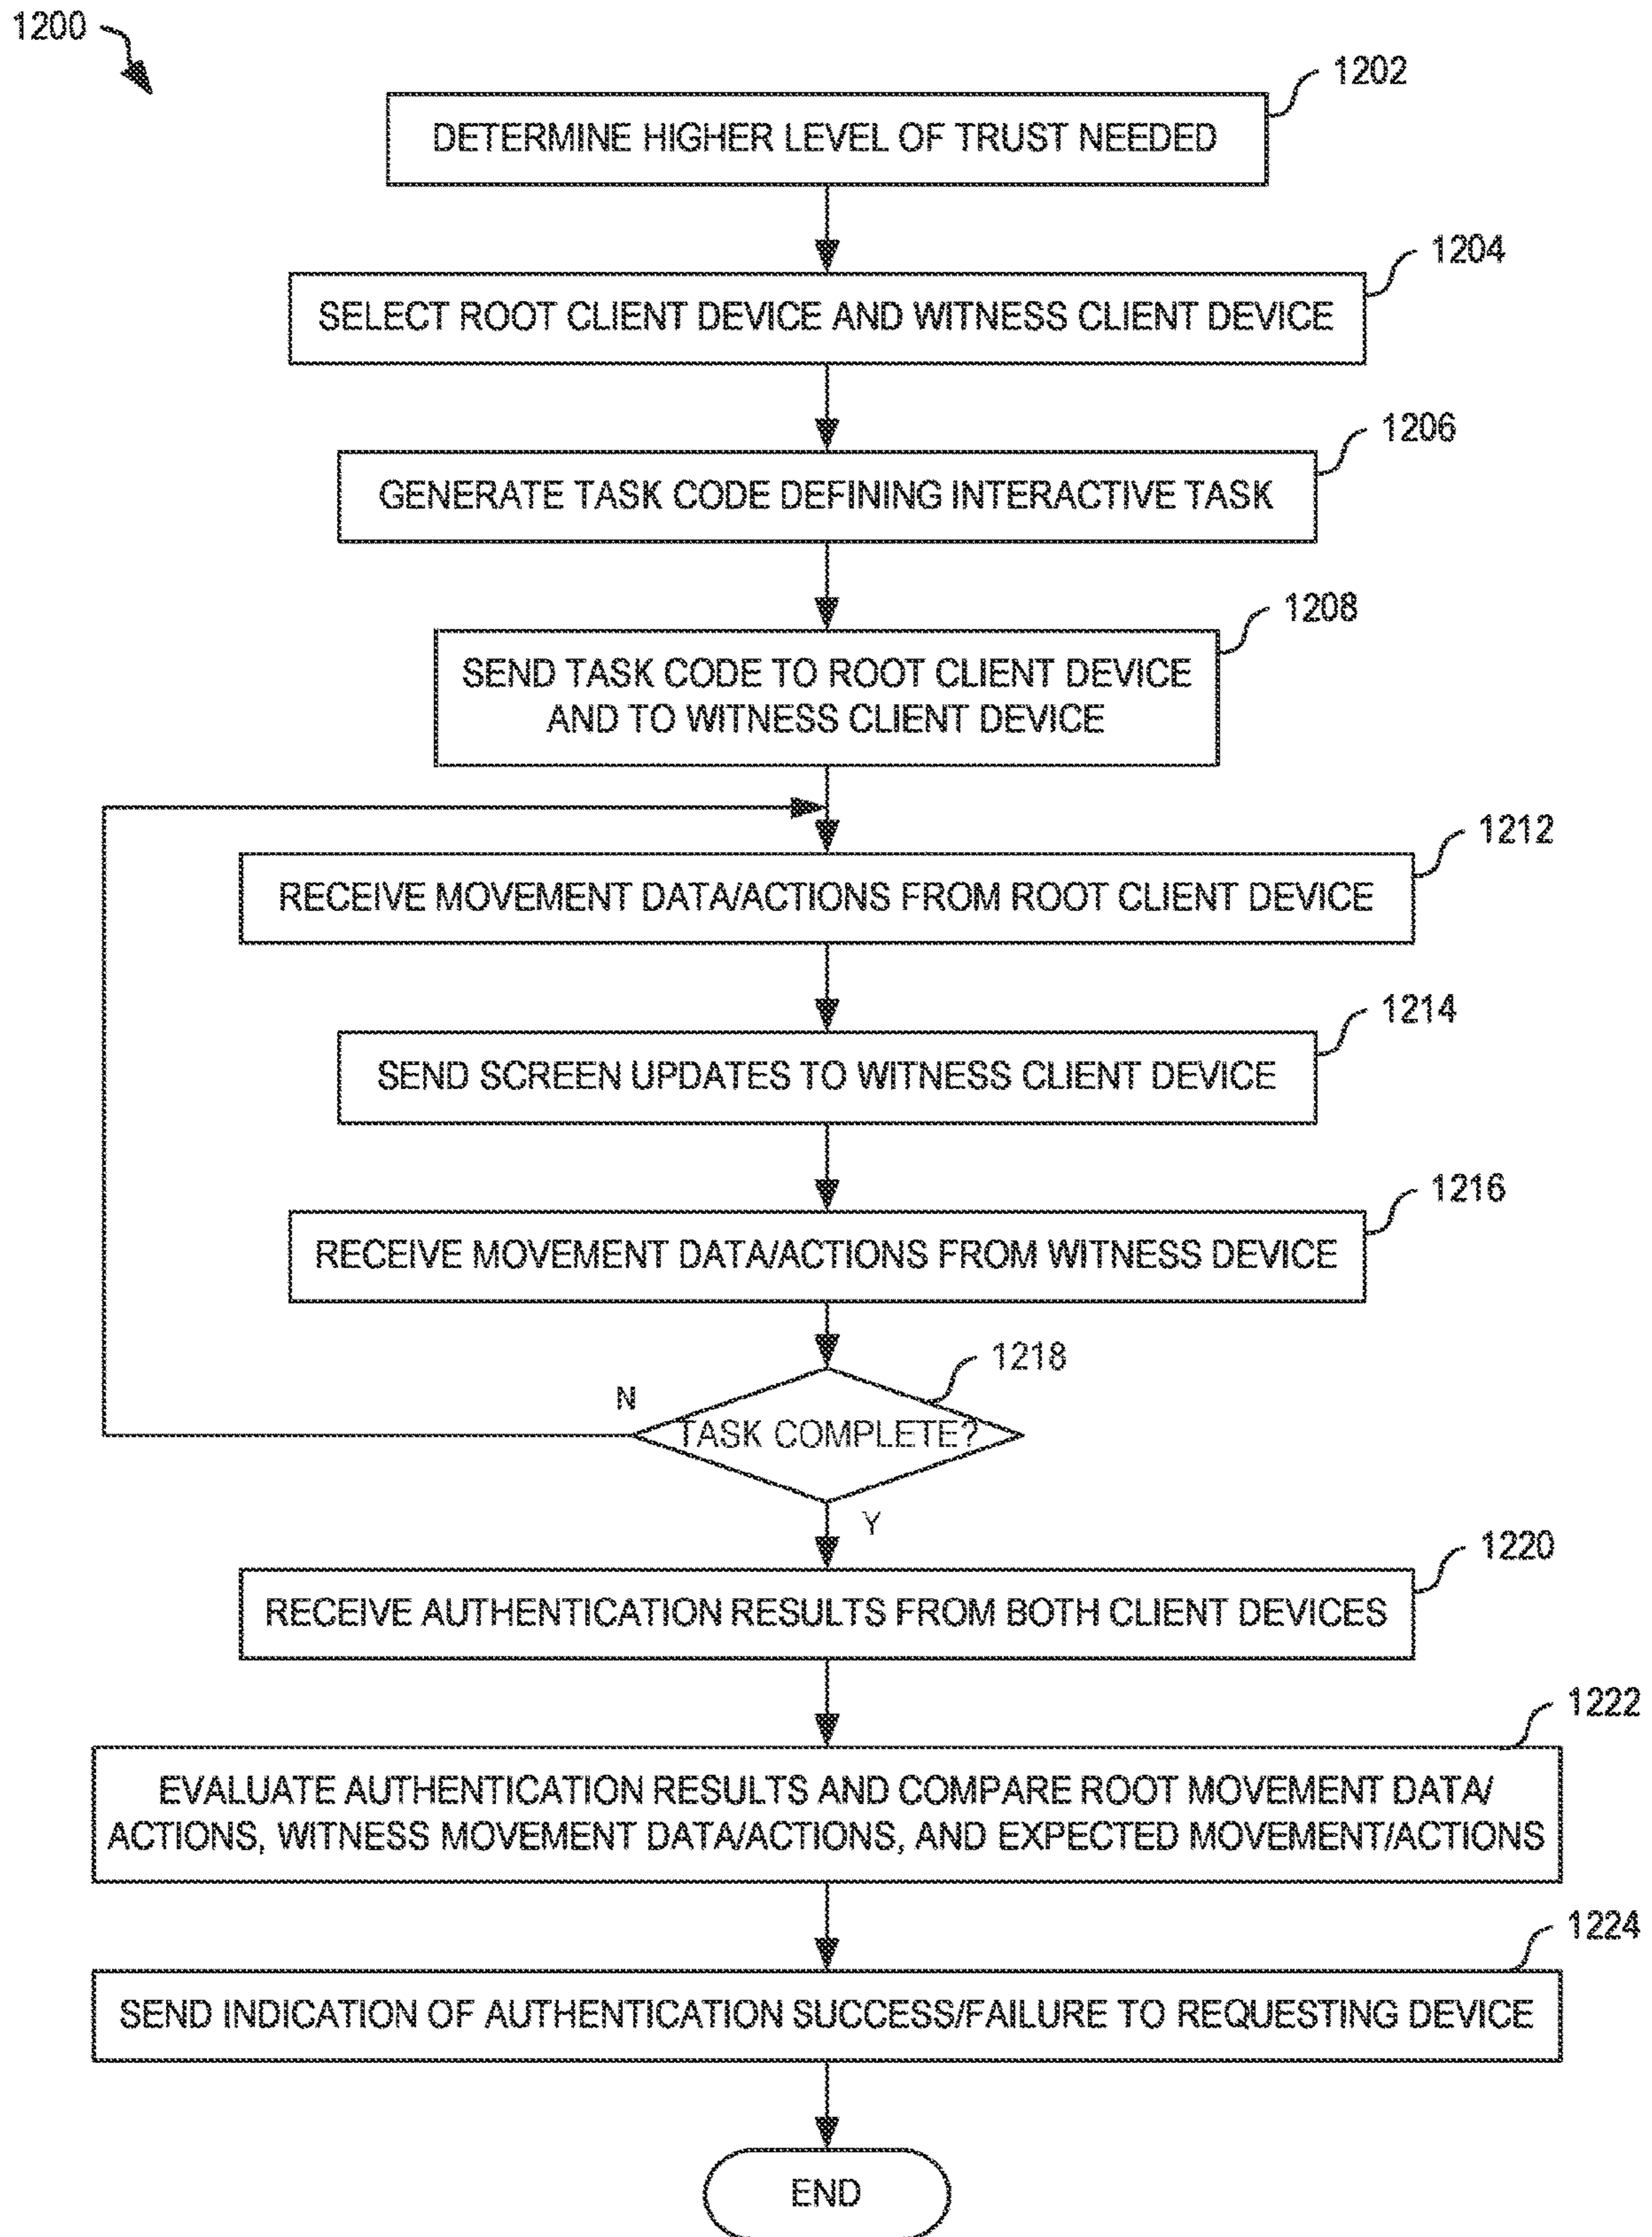 1200
1202
DETERMINE HIGHER LEVEL OF TRUST NEEDED
1204
SELECT ROOT CLIENT DEVICE AND WITNESS CLIENT DEVICE
1206
GENERATE TASK CODE DEFINING INTERACTIVE TASK
1208
SEND TASK CODE TO ROOT CLIENT DEVICE
AND TO WITNESS CLIENT DEVICE
1212
RECEIVE MOVEMENT DATA/ACTIONS FROM ROOT CLIENT DEVICE
1214
SEND SCREEN UPDATES TO WITNESS CLIENT DEVICE
1216
RECEIVE MOVEMENT DATA/ACTIONS FROM WITNESS DEVICE
1218
N
TASK COMPLETE?
Y
1220
RECEIVE AUTHENTICATION RESULTS FROM BOTH CLIENT DEVICES
1222
EVALUATE AUTHENTICATION RESULTS AND COMPARE ROOT MOVEMENT DATA/
ACTIONS, WITNESS MOVEMENT DATA/ACTIONS, AND EXPECTED MOVEMENT/ACTIONS
1224
SEND INDICATION OF AUTHENTICATION SUCCESS/FAILURE TO REQUESTING DEVICE
END